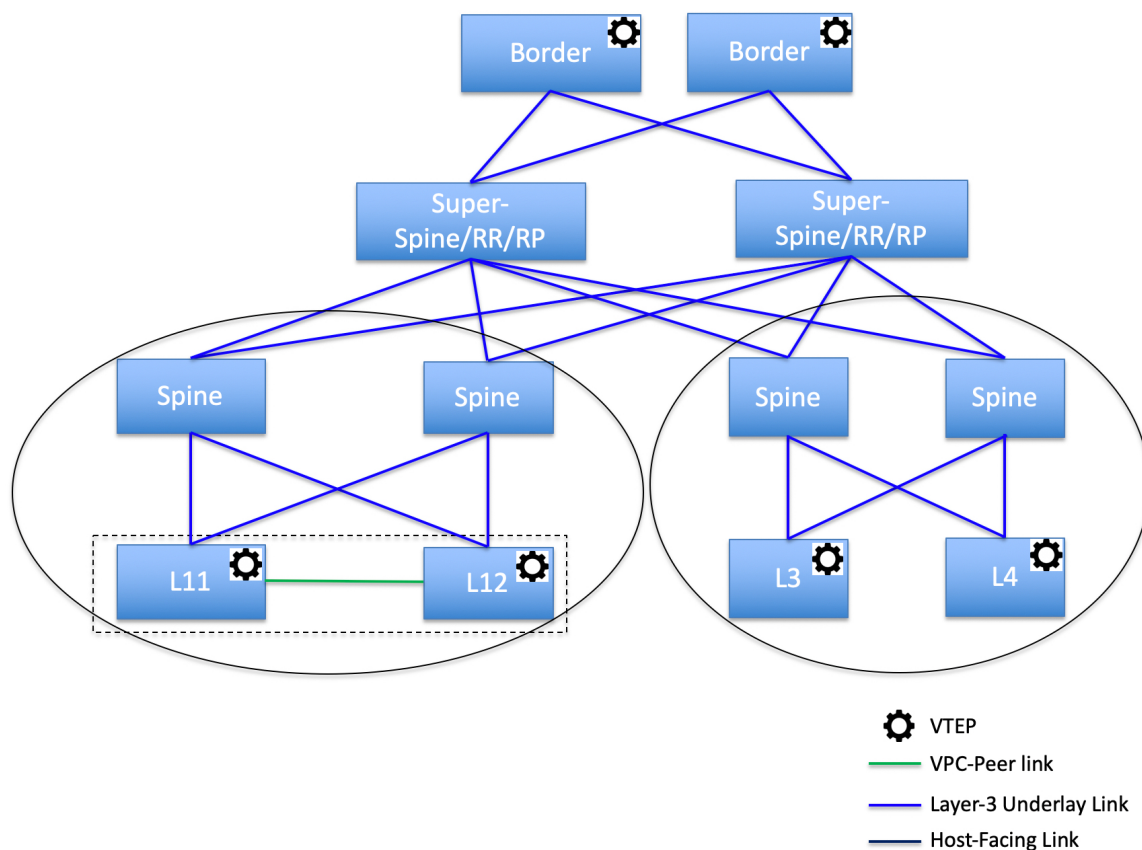 Border
Border
Super-
Spine/RR/RP
Super-
Spine/RR/RP
Spine
Spine
Spine
Spine
L11
L12
L3
L4
VTEP
VPC-Peer link
Layer-3 Underlay Link
Host-Facing Link